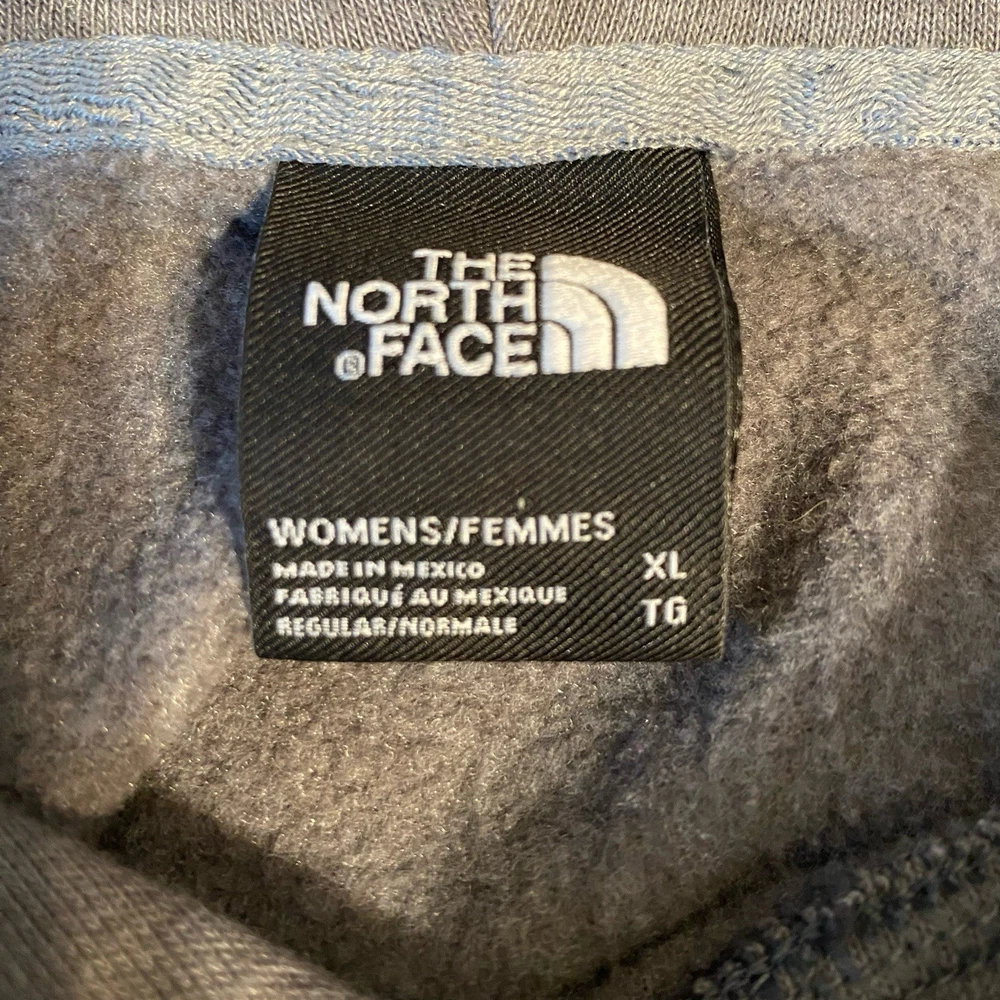 THE
NORTH
®FACE
WOMENS/FEMMES
MADE IN MEXICO XL
FABRIQUÉ AU MEXIQUE TG
REGULAR/NORMALE